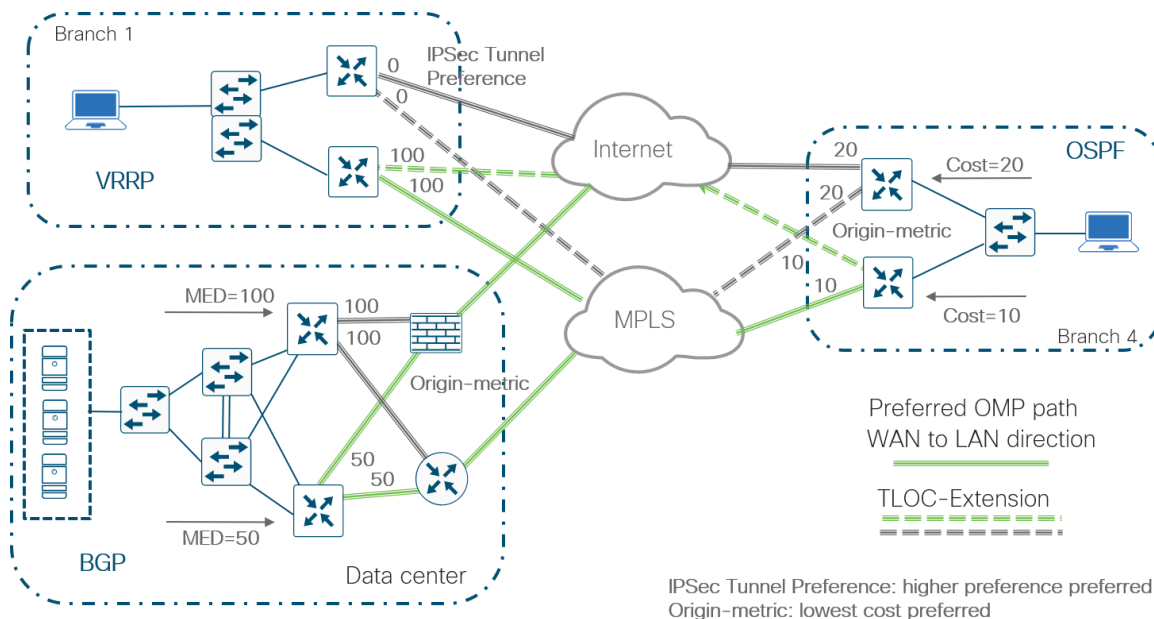 Branch 1
VRRP
0
0
IPSec Tunnel
Preference
100
100
Internet
MPLS
20
20
Cost=20
OSPF
Origin-metric
10
10
Cost=10
Branch 4
MED=100
100
100
Origin-metric
50
50
MED=50
BGP
Data center
Preferred OMP path
WAN to LAN direction
TLOC-Extension
IPSec Tunnel Preference: higher preference preferred
Origin-metric: lowest cost preferred